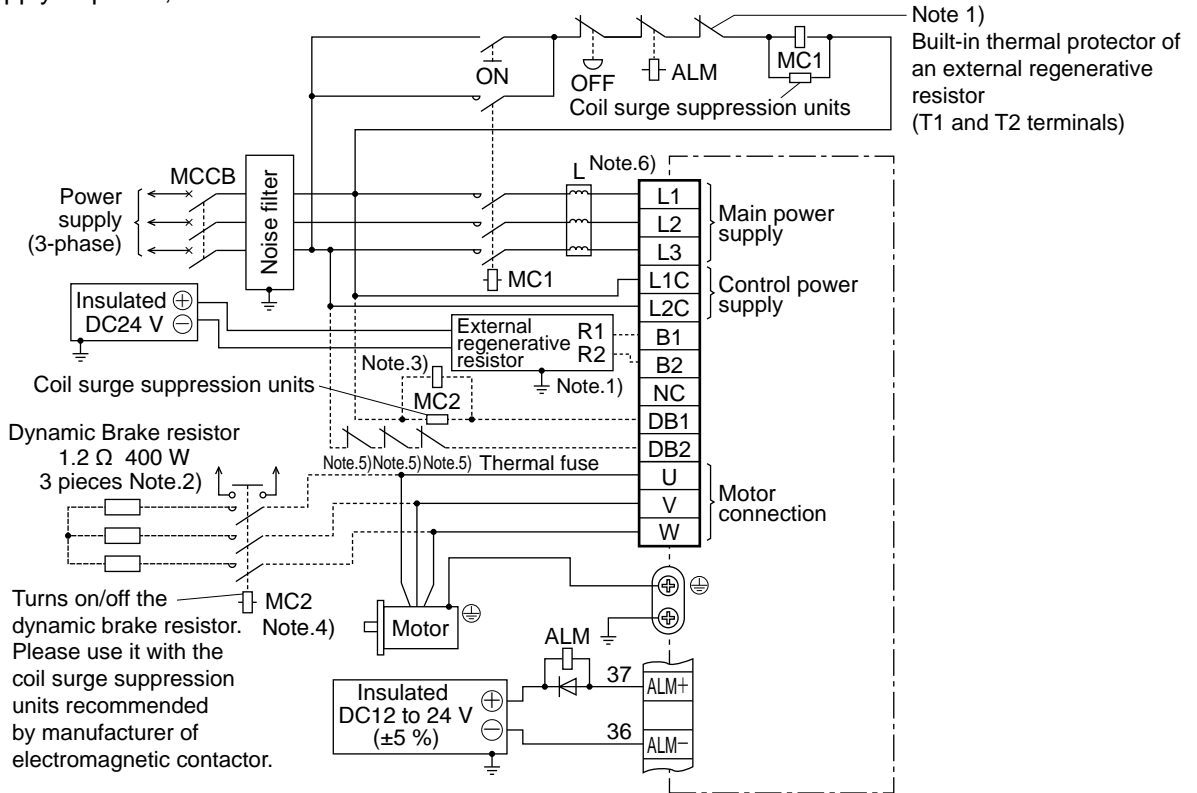 Note 1)
Built-in thermal protector of
an external regenerative
resistor
(T1 and T2 terminals)
ON
OFF
ALM
MC1
Coil surge suppression units
MCCB
Noise filter
L
Note.6)
Power
supply
(3-phase)
L1
L2
L3
Main power
supply
MC1
L1C
L2C
Control power
supply
Insulated
DC24 V
+
−
External
regenerative
resistor
R1
R2
B1
B2
Note.3)
Note.1)
NC
Coil surge suppression units
MC2
DB1
DB2
Dynamic Brake resistor
1.2 Ω 400 W
3 pieces Note.2)
Note.5) Note.5) Note.5) Thermal fuse
U
V
W
Motor
connection
Turns on/off the
dynamic brake resistor.
Please use it with the
coil surge suppression
units recommended
by manufacturer of
electromagnetic contactor.
MC2
Note.4)
Motor
ALM
Insulated
DC12 to 24 V
(±5 %)
+
−
37
ALM+
36
ALM−